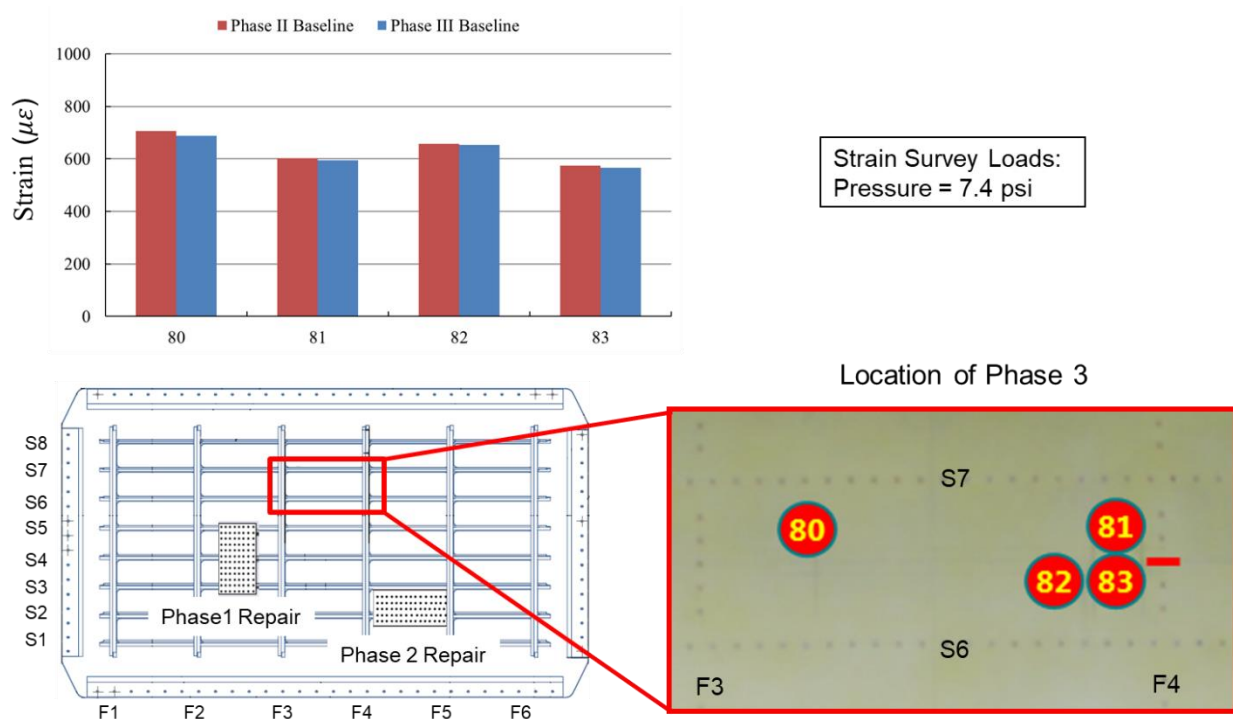 Phase II Baseline Phase III Baseline
1000
800
600
400
200
0
Strain (με)
80 81 82 83
Strain Survey Loads:
Pressure = 7.4 psi
Location of Phase 3
S8
S7
S6
S5
S4
S3
S2
S1
Phase1 Repair
Phase 2 Repair
F1 F2 F3 F4 F5 F6
S7
80
81
82 83
S6
F3 F4